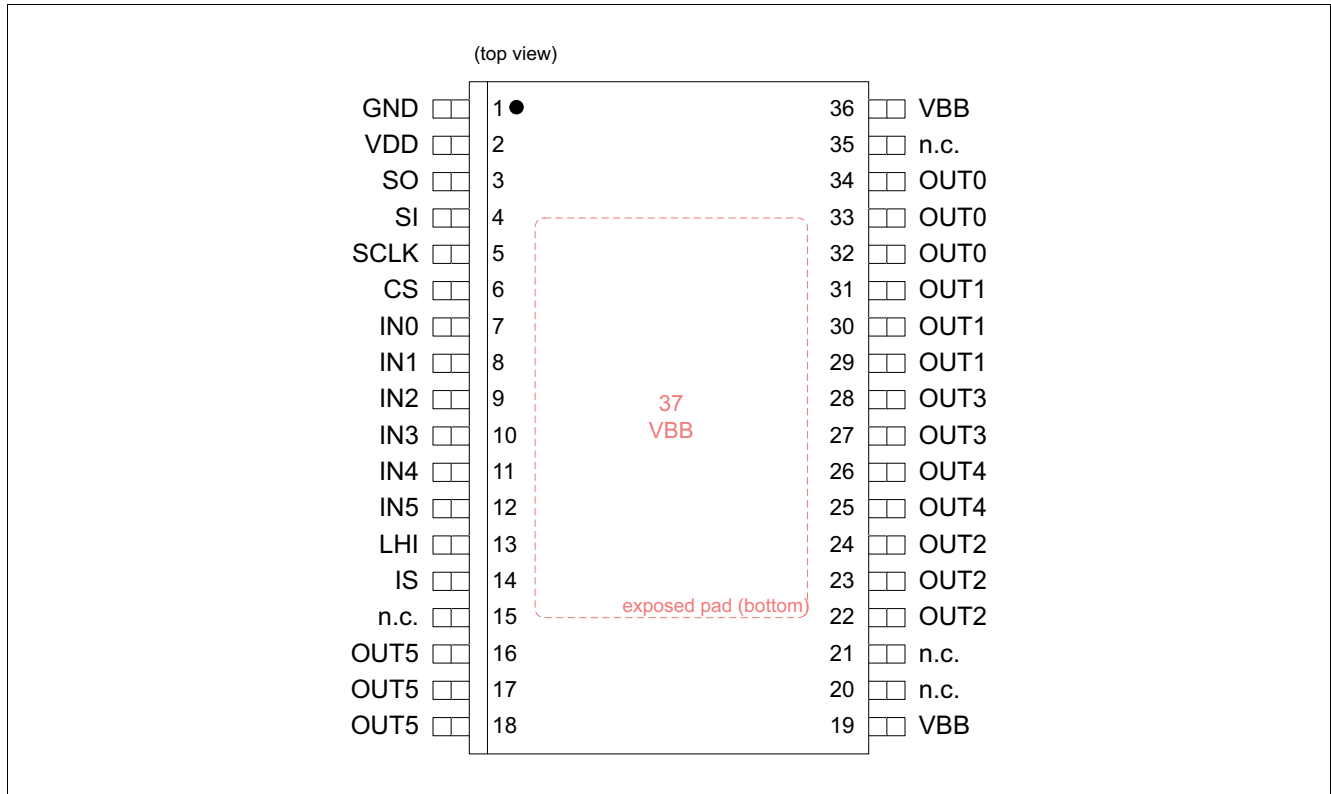 (top view)
GND 1 36 VBB
VDD 2 35 n.c.
SO 3 34 OUT0
SI 4 33 OUT0
SCLK 5 32 OUT0
CS 6 31 OUT1
IN0 7 30 OUT1
IN1 8 29 OUT1
IN2 9 28 OUT3
37
VBB
IN3 10 27 OUT3
IN4 11 26 OUT4
IN5 12 25 OUT4
LHI 13 24 OUT2
IS 14 23 OUT2
exposed pad (bottom)
n.c. 15 22 OUT2
OUT5 16 21 n.c.
OUT5 17 20 n.c.
OUT5 18 19 VBB